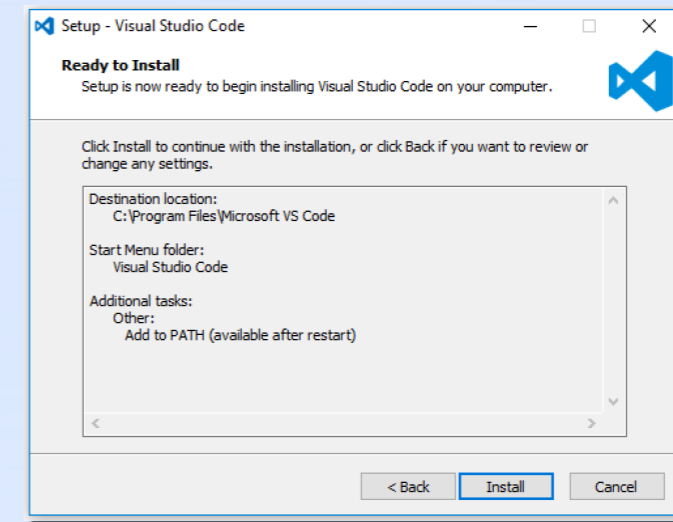 Setup - Visual Studio Code
Ready to Install
Setup is now ready to begin installing Visual Studio Code on your computer.
Click Install to continue with the installation, or click Back if you want to review or
change any settings.
Destination location:
C:\Program Files\Microsoft VS Code
Start Menu folder:
Visual Studio Code
Additional tasks:
Other:
Add to PATH (available after restart)
< Back Install Cancel